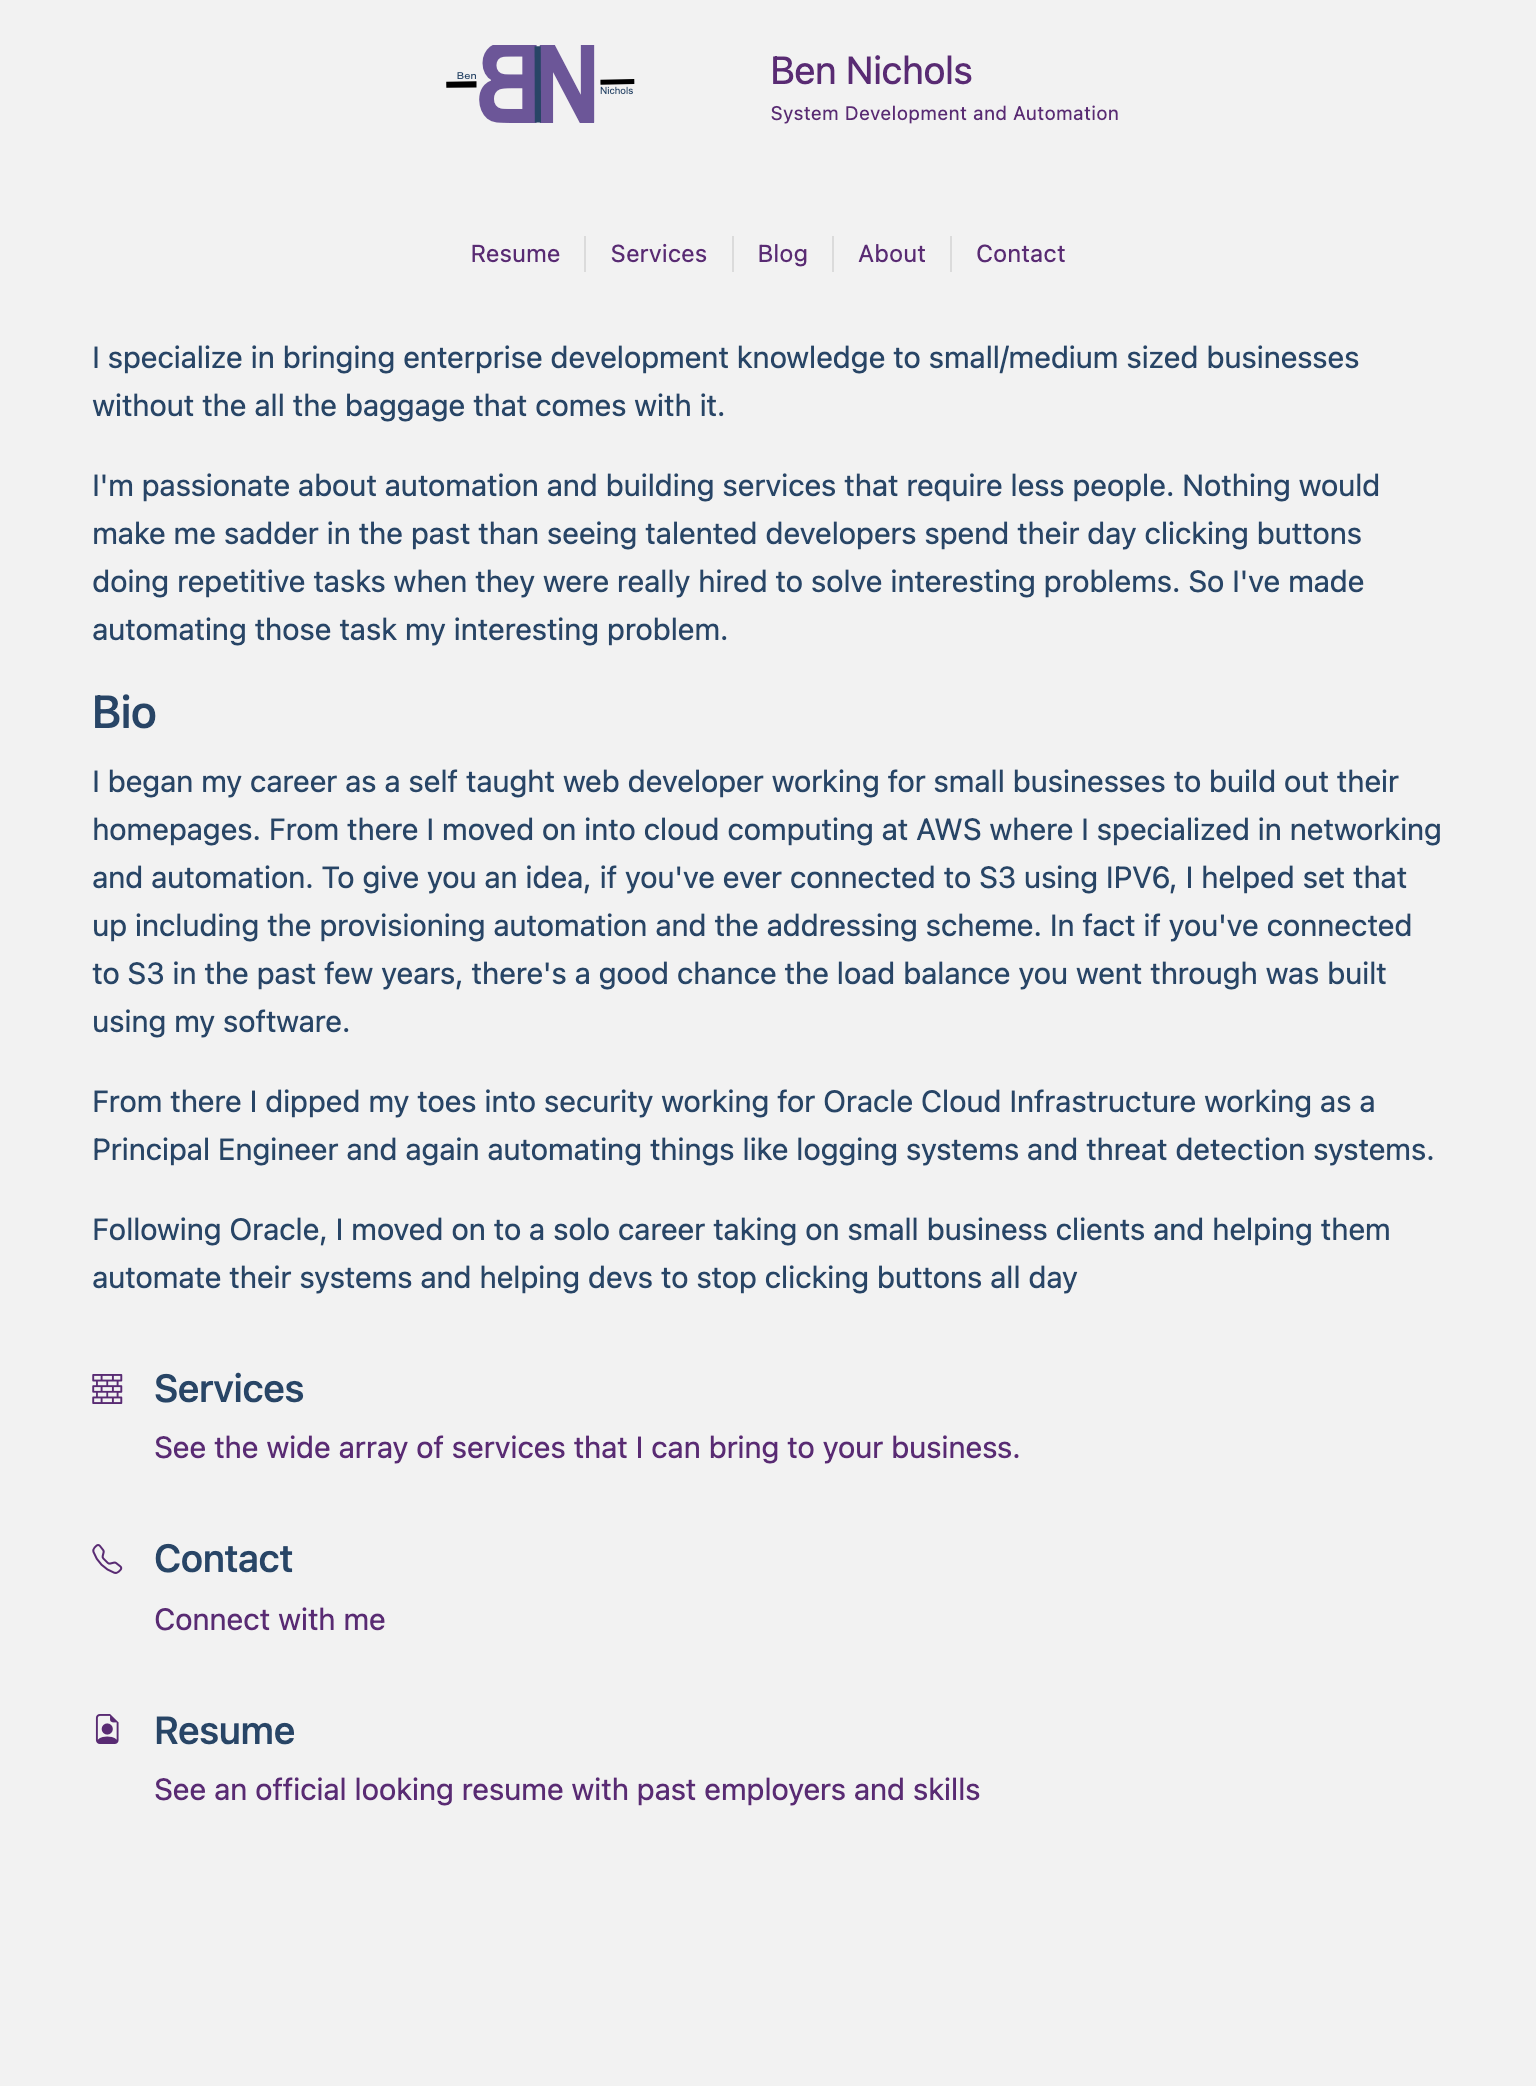 Ben
BN
Nichols
Ben Nichols
System Development and Automation
Resume
Services
Blog
About
Contact
I specialize in bringing enterprise development knowledge to small/medium sized businesses
without the all the baggage that comes with it.
I'm passionate about automation and building services that require less people. Nothing would
make me sadder in the past than seeing talented developers spend their day clicking buttons
doing repetitive tasks when they were really hired to solve interesting problems. So I've made
automating those task my interesting problem.
Bio
I began my career as a self taught web developer working for small businesses to build out their
homepages. From there I moved on into cloud computing at AWS where I specialized in networking
and automation. To give you an idea, if you've ever connected to S3 using IPV6, I helped set that
up including the provisioning automation and the addressing scheme. In fact if you've connected
to S3 in the past few years, there's a good chance the load balance you went through was built
using my software.
From there I dipped my toes into security working for Oracle Cloud Infrastructure working as a
Principal Engineer and again automating things like logging systems and threat detection systems.
Following Oracle, I moved on to a solo career taking on small business clients and helping them
automate their systems and helping devs to stop clicking buttons all day
Services
See the wide array of services that I can bring to your business.
Contact
Connect with me
Resume
See an official looking resume with past employers and skills